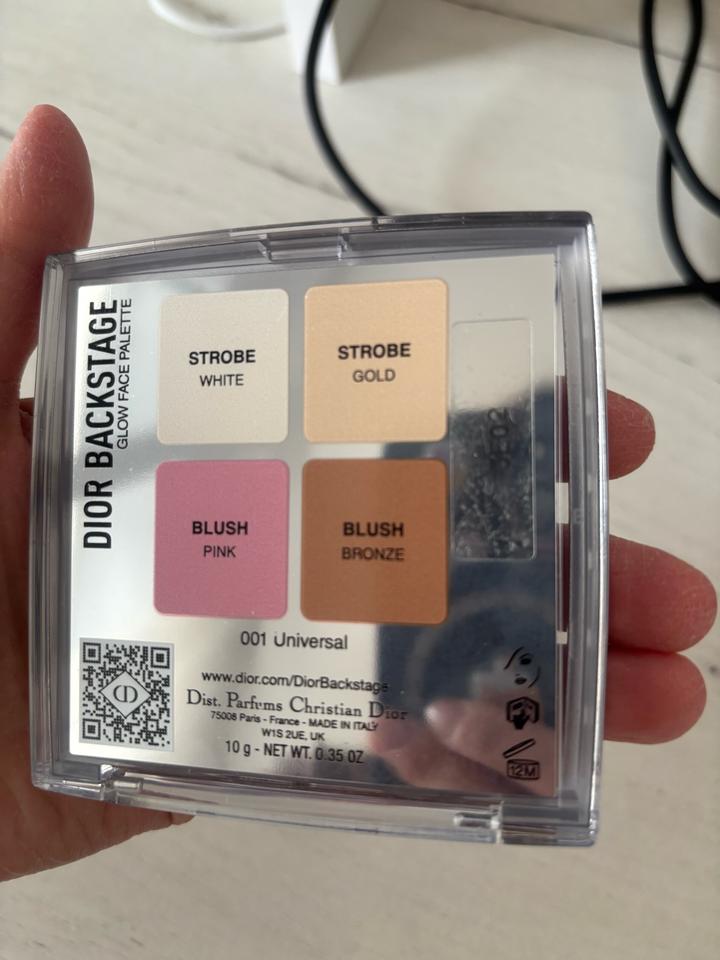 DIOR BACKSTAGE
GLOW FACE PALETTE
STROBE
WHITE
STROBE
GOLD
BLUSH
PINK
BLUSH
BRONZE
001 Universal
www.dior.com/DiorBackstage
Dist. Parfums Christian Dior
75008 Paris - France - MADE IN ITALY
W1S 2UE, UK
10 g - NET WT. 0.35 OZ
12M